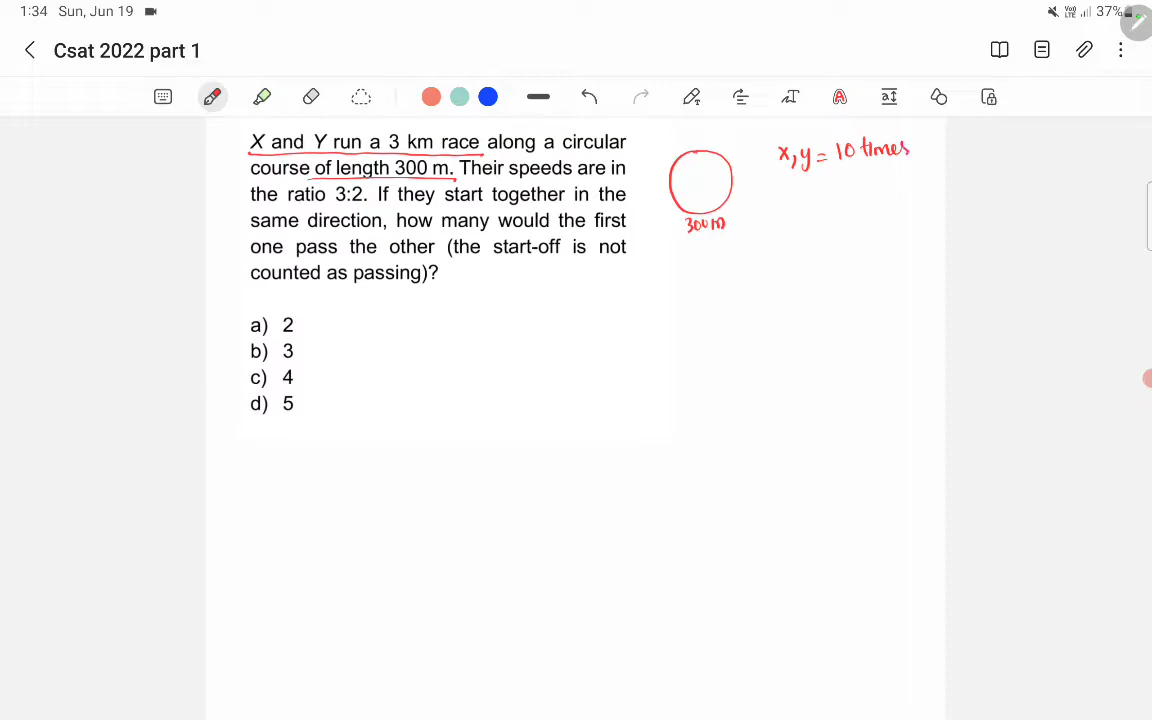 1:34 Sun, Jun 19
Vo) LTE 37%
Csat 2022 part 1
X and Y run a 3 km race along a circular
course of length 300 m. Their speeds are in
the ratio 3:2. If they start together in the
same direction, how many would the first
one pass the other (the start-off is not
counted as passing)?
a) 2
b) 3
c) 4
d) 5
300m
x, y = 10 times